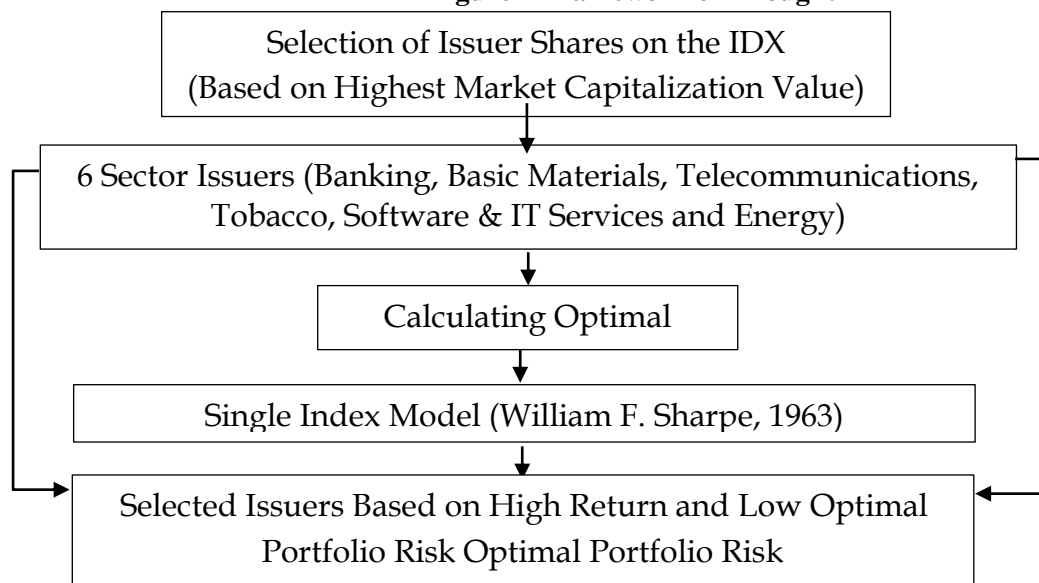 Selection of Issuer Shares on the IDX
(Based on Highest Market Capitalization Value)
6 Sector Issuers (Banking, Basic Materials, Telecommunications,
Tobacco, Software & IT Services and Energy)
Calculating Optimal
Single Index Model (William F. Sharpe, 1963)
Selected Issuers Based on High Return and Low Optimal
Portfolio Risk Optimal Portfolio Risk